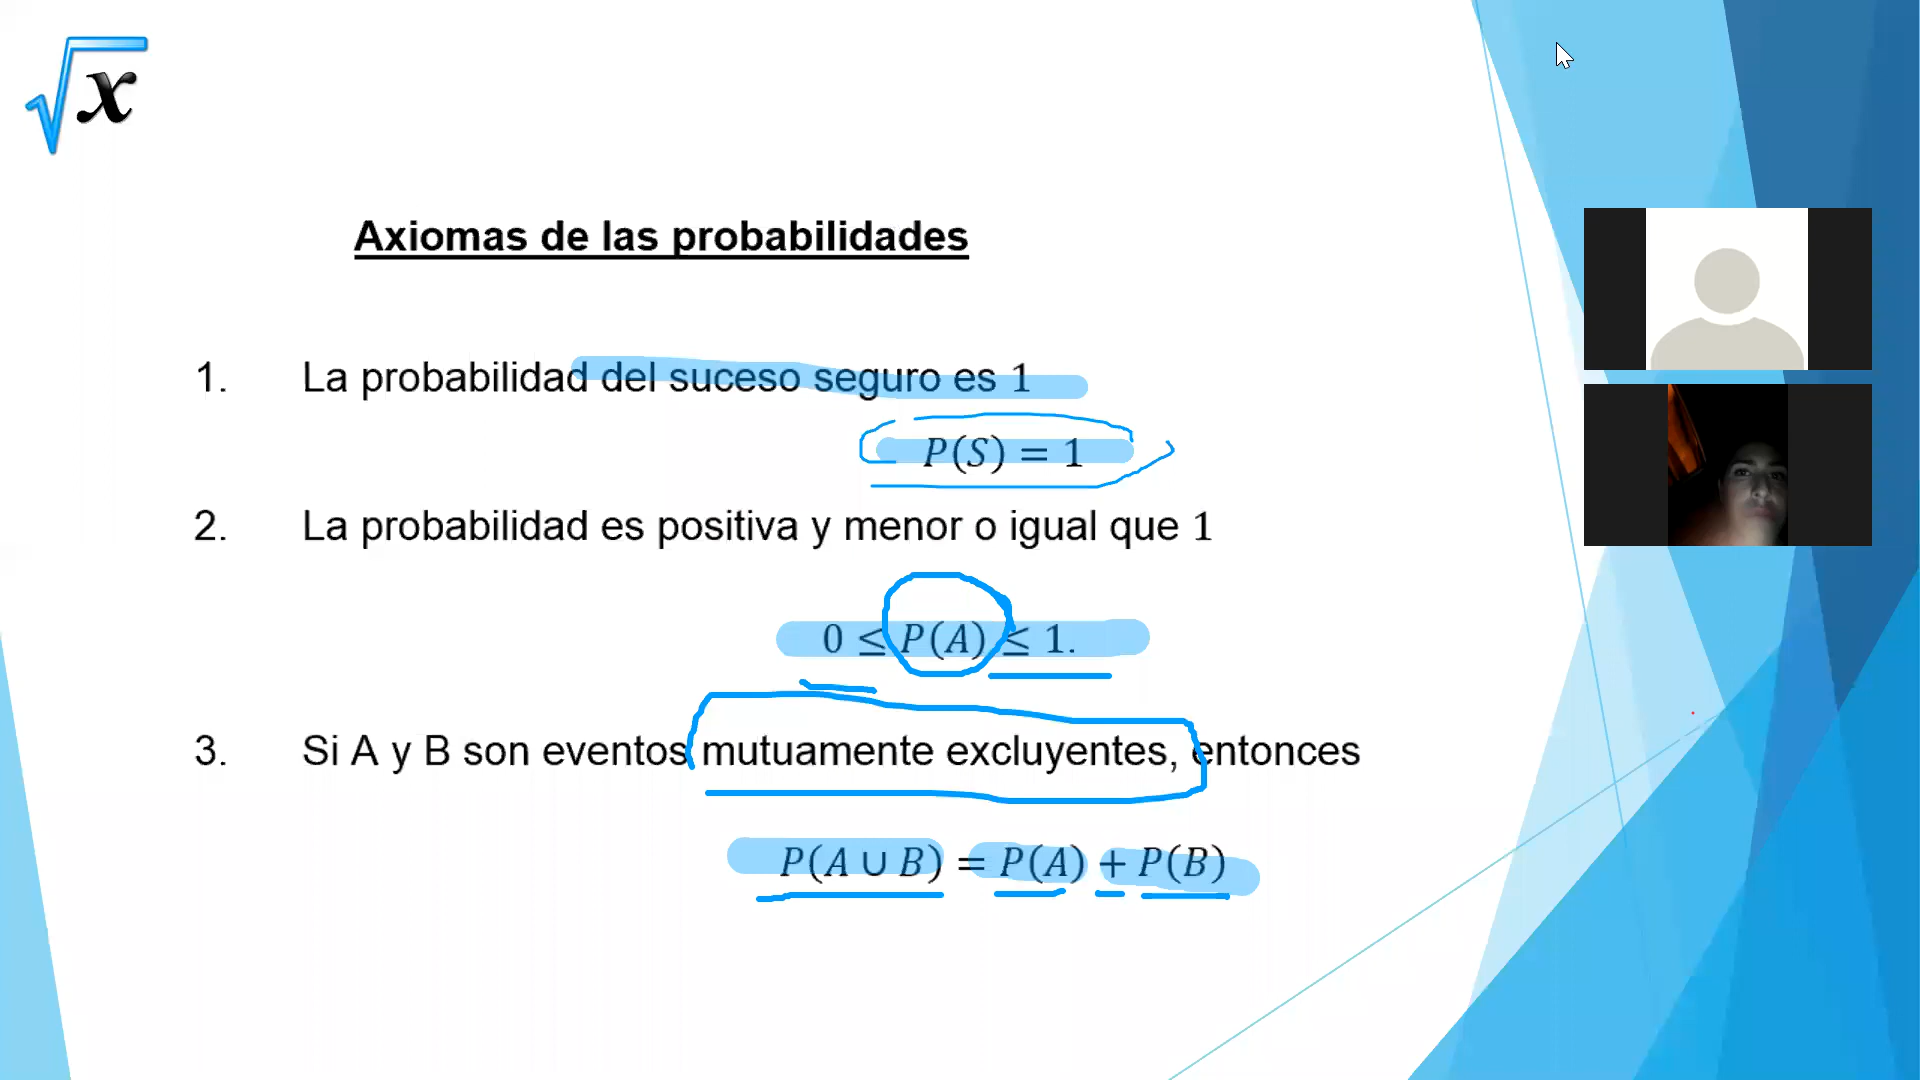 √x
Axiomas de las probabilidades
1. La probabilidad del suceso seguro es 1
P(S) = 1
2. La probabilidad es positiva y menor o igual que 1
0 ≤ P(A) ≤ 1.
3. Si A y B son eventos mutuamente excluyentes, entonces
P(A ∪ B) = P(A) + P(B)